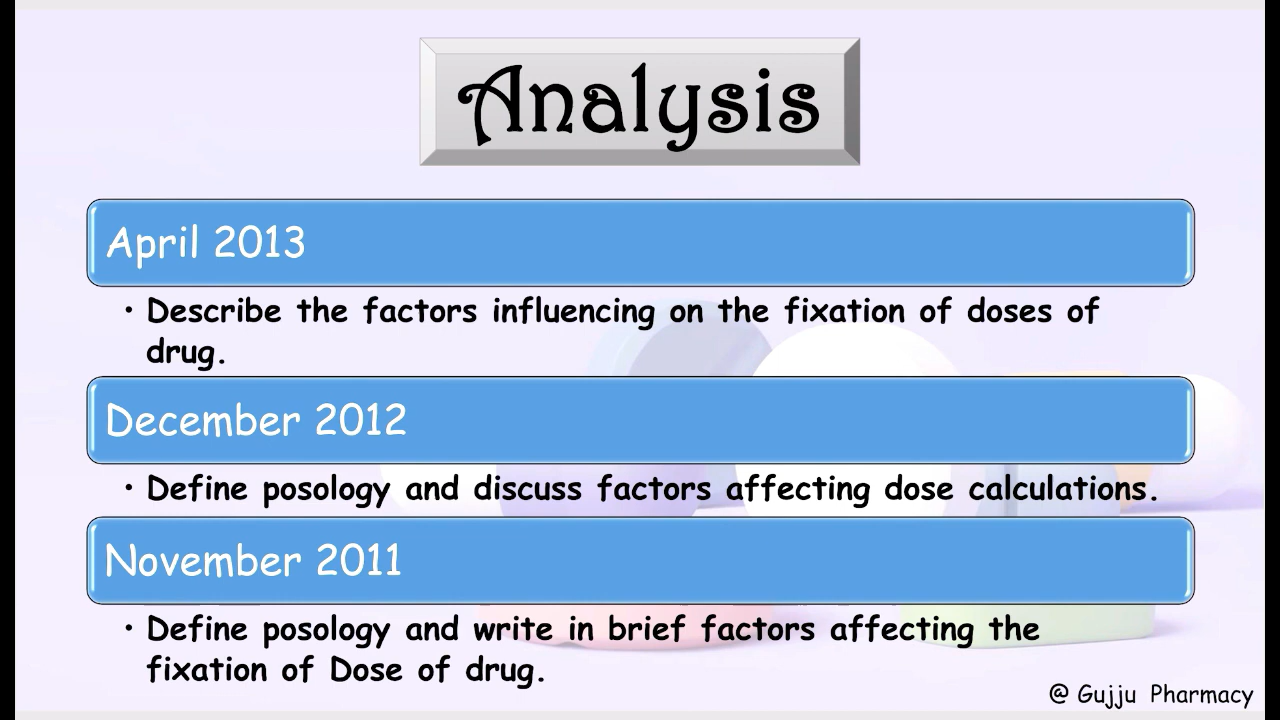 Analysis
April 2013
• Describe the factors influencing on the fixation of doses of
drug.
December 2012
• Define posology and discuss factors affecting dose calculations.
November 2011
• Define posology and write in brief factors affecting the
fixation of Dose of drug.
@ Gujju Pharmacy